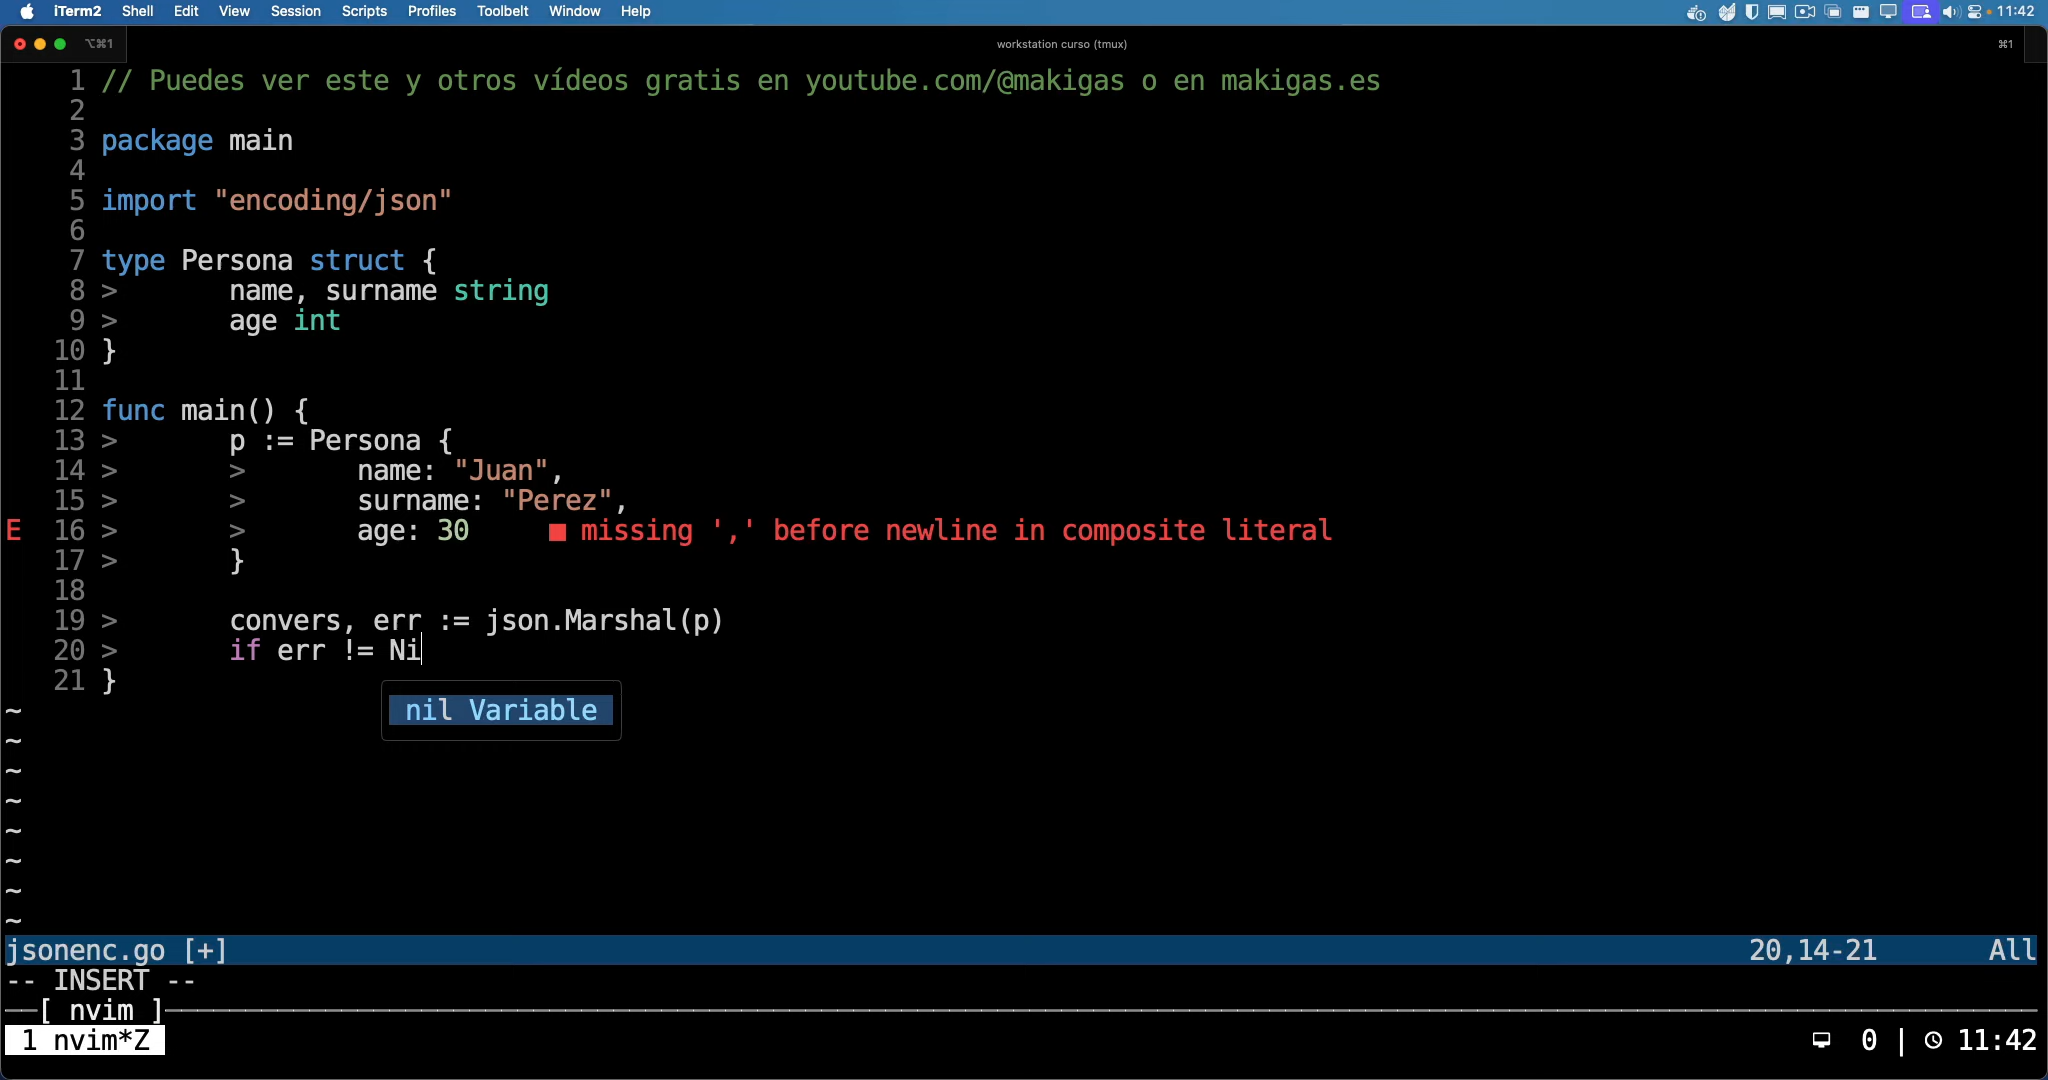 iTerm2 Shell Edit View Session Scripts Profiles Toolbelt Window Help 11:42
⌥⌘1 workstation curso (tmux) ⌘1
1 // Puedes ver este y otros vídeos gratis en youtube.com/@makigas o en makigas.es
2
3 package main
4
5 import "encoding/json"
6
7 type Persona struct {
8 > name, surname string
9 > age int
10 }
11
12 func main() {
13 > p := Persona {
14 > > name: "Juan",
15 > > surname: "Perez",
E 16 > > age: 30 ■ missing ',' before newline in composite literal
17 > }
18
19 > convers, err := json.Marshal(p)
20 > if err != Ni
21 }
nil Variable
~
~
~
~
~
~
~
~
jsonenc.go [+] 20,14-21 All
-- INSERT --
[ nvim ]
1 nvim*Z 0 | 11:42